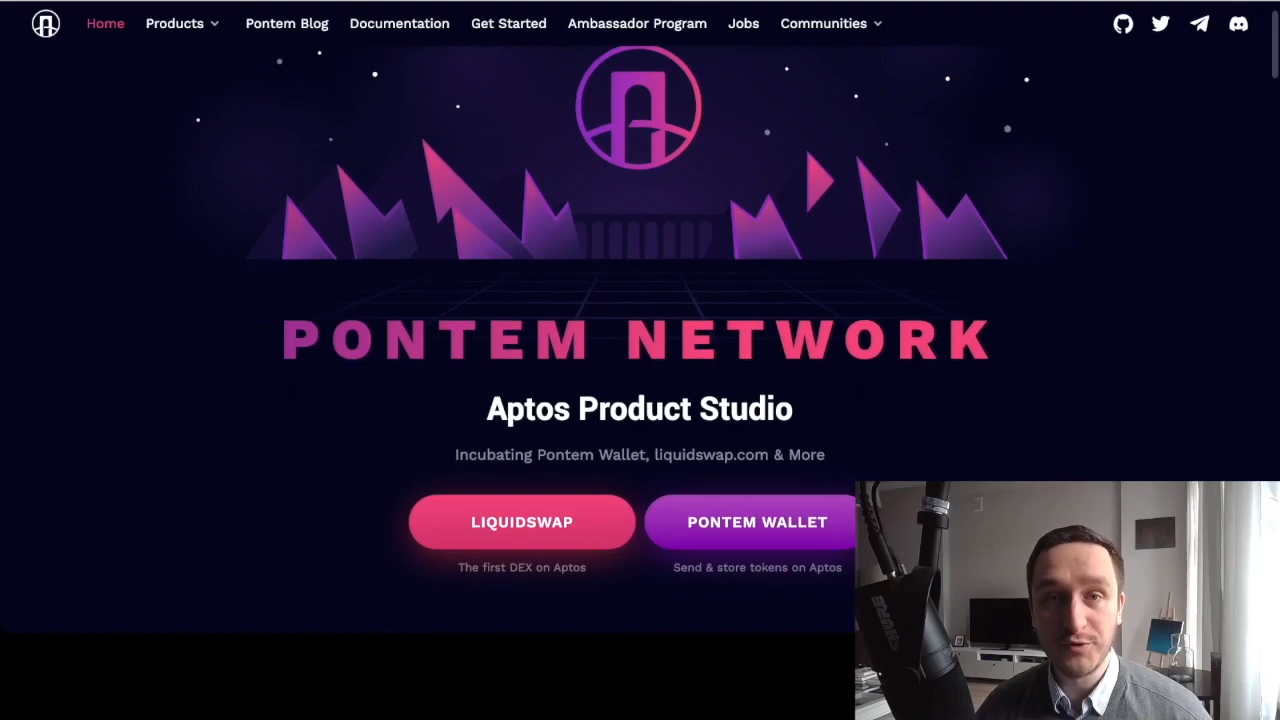 Home Products Pontem Blog Documentation Get Started Ambassador Program Jobs Communities
PONTEM NETWORK
Aptos Product Studio
Incubating Pontem Wallet, liquidswap.com & More
LIQUIDSWAP PONTEM WALLET
The first DEX on Aptos Send & store tokens on Aptos
SHURE